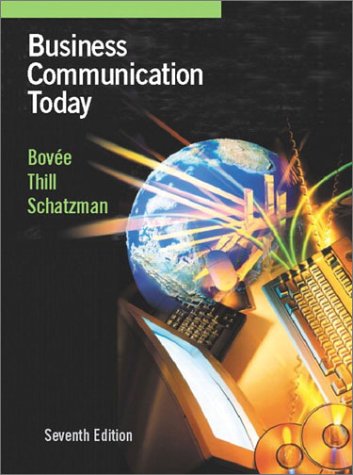 Business
Communication
Today
Bovée
Thill
Schatzman
Seventh Edition